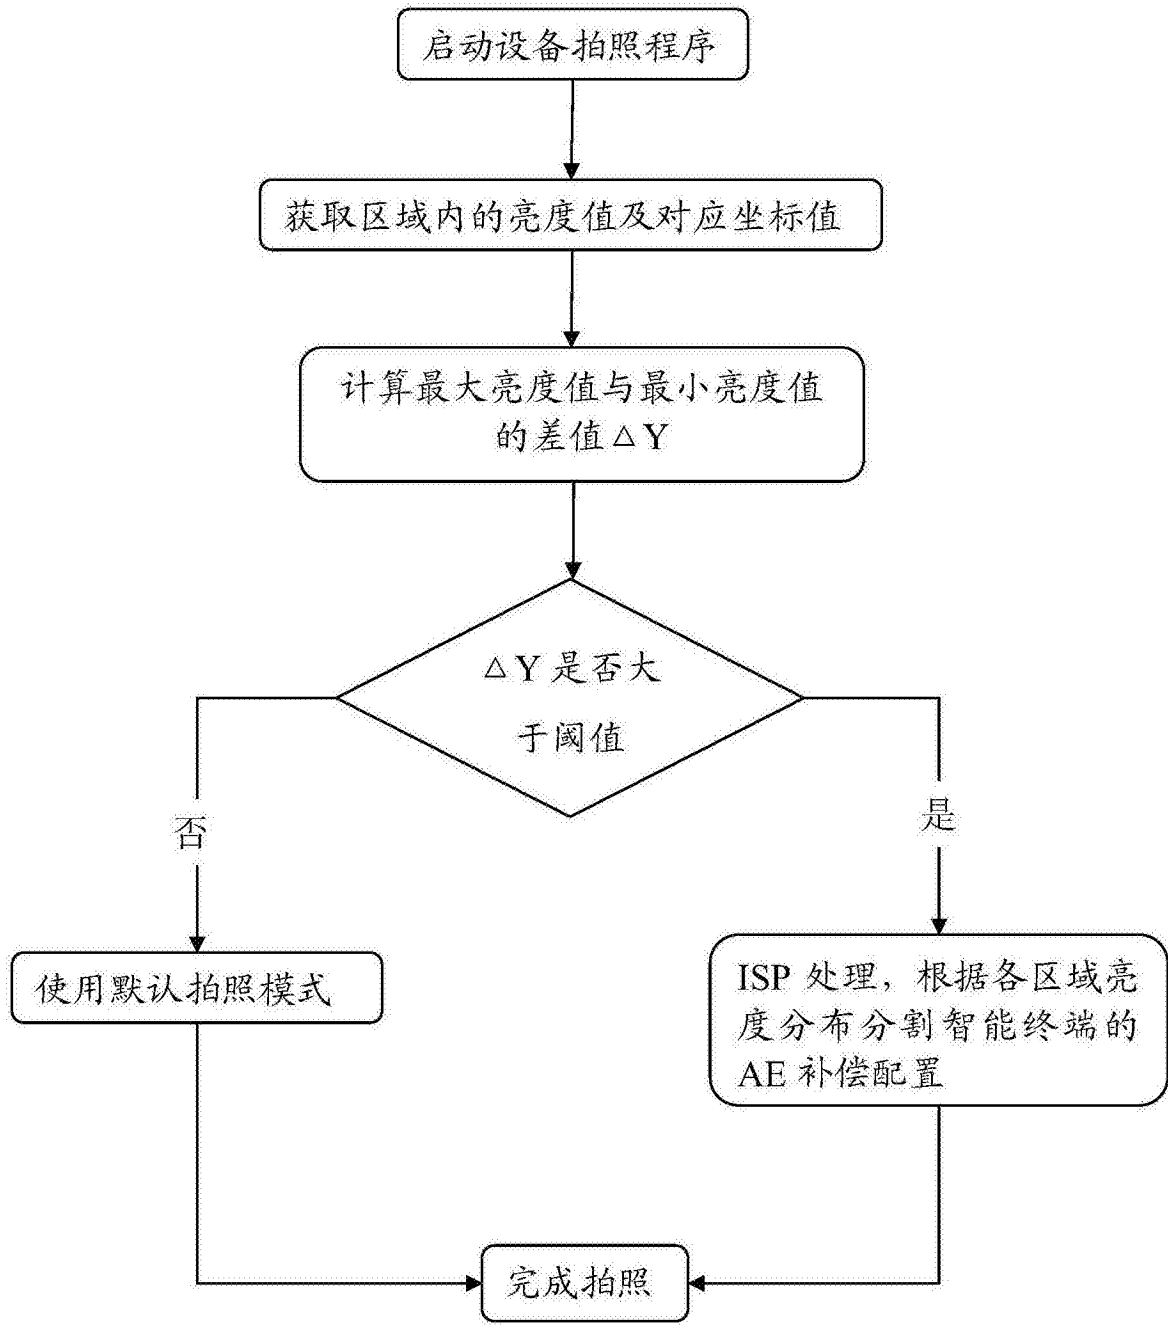 启动设备拍照程序
获取区域内的亮度值及对应坐标值
计算最大亮度值与最小亮度值
的差值△Y
△Y是否大
于阈值
否
是
使用默认拍照模式
ISP 处理，根据各区域亮
度分布分割智能终端的
AE 补偿配置
完成拍照